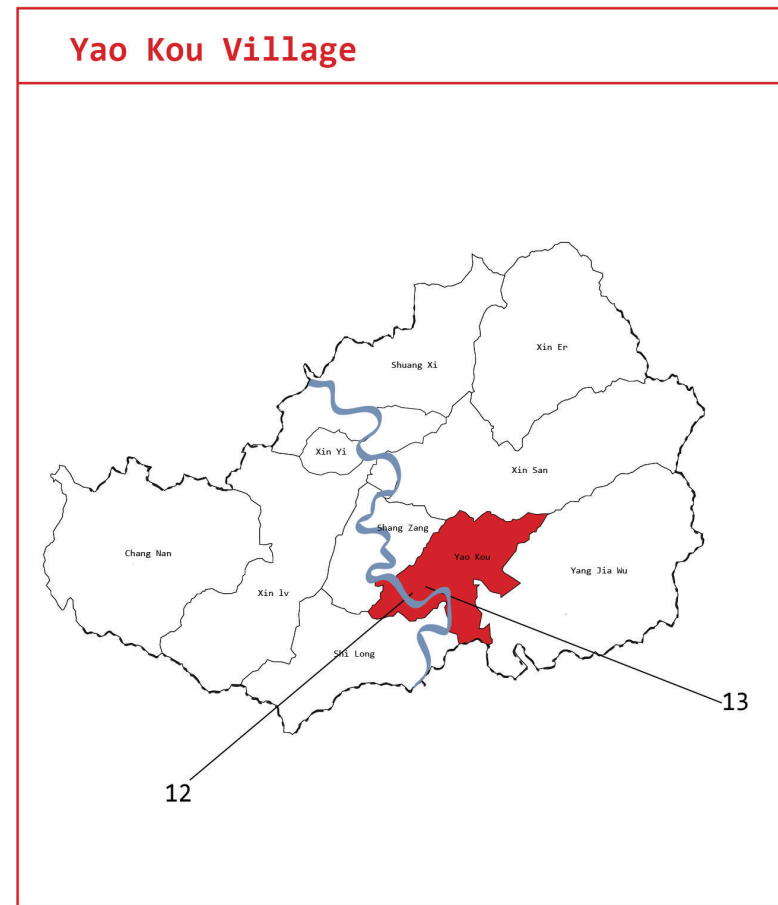 Yao Kou Village
Xin Er
Shuang Xi
Xin Yi
Xin San
Shang Zang
Chang Nan
Yao Kou
Yang Jia Wu
Xin lv
Shi Long
13
12